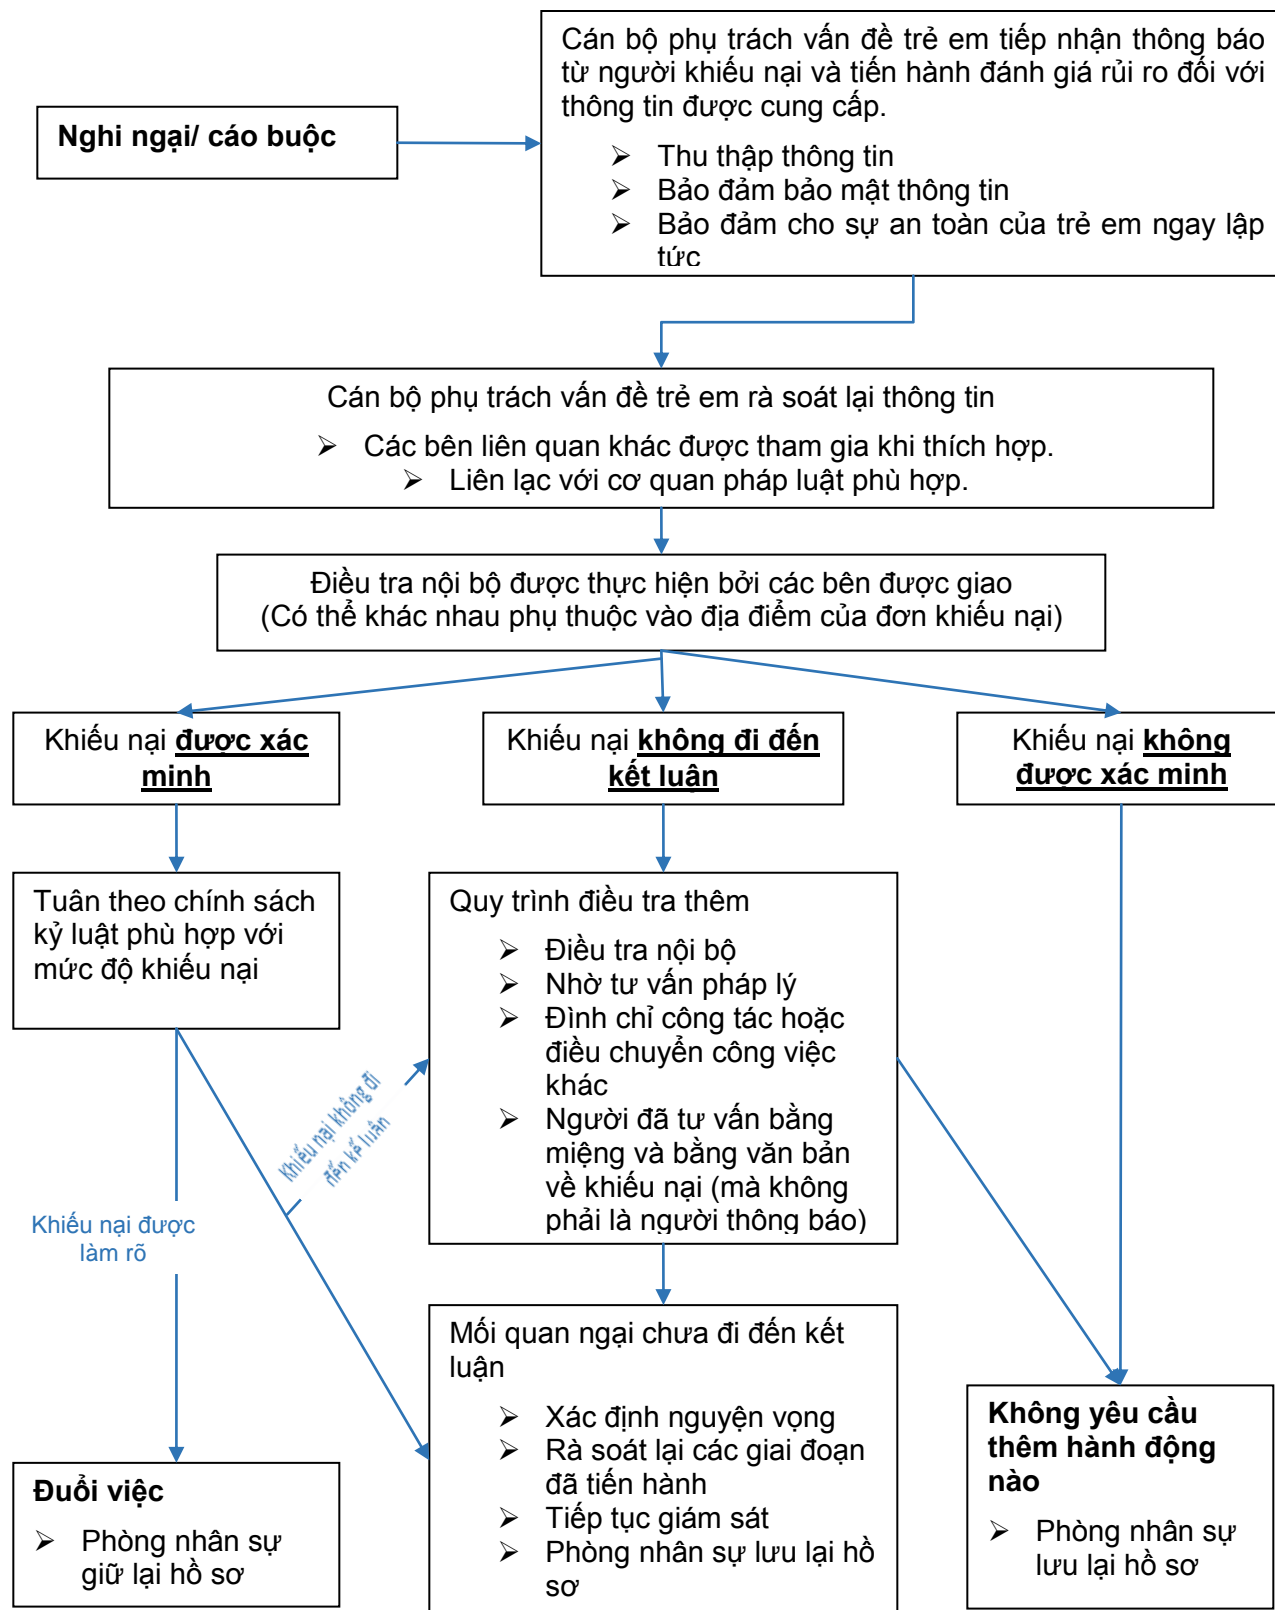 Cán bộ phụ trách vấn đề trẻ em tiếp nhận thông báo
từ người khiếu nại và tiến hành đánh giá rủi ro đối với
thông tin được cung cấp.
Nghi ngại/ cáo buộc
➢ Thu thập thông tin
➢ Bảo đảm bảo mật thông tin
➢ Bảo đảm cho sự an toàn của trẻ em ngay lập
tức
Cán bộ phụ trách vấn đề trẻ em rà soát lại thông tin
➢ Các bên liên quan khác được tham gia khi thích hợp.
➢ Liên lạc với cơ quan pháp luật phù hợp.
Điều tra nội bộ được thực hiện bởi các bên được giao
(Có thể khác nhau phụ thuộc vào địa điểm của đơn khiếu nại)
Khiếu nại được xác
minh
Khiếu nại không đi đến
kết luận
Khiếu nại không
được xác minh
Tuân theo chính sách
kỷ luật phù hợp với
mức độ khiếu nại
Quy trình điều tra thêm
➢ Điều tra nội bộ
➢ Nhờ tư vấn pháp lý
➢ Đình chỉ công tác hoặc
điều chuyển công việc
khác
➢ Người đã tư vấn bằng
miệng và bằng văn bản
về khiếu nại (mà không
phải là người thông báo)
Khiếu nại không đi
đến kế luân
Khiếu nại được
làm rõ
Mối quan ngại chưa đi đến kết
luận
➢ Xác định nguyện vọng
➢ Rà soát lại các giai đoạn
đã tiến hành
➢ Tiếp tục giám sát
➢ Phòng nhân sự lưu lại hồ
sơ
Không yêu cầu
thêm hành động
nào
➢ Phòng nhân sự
lưu lại hồ sơ
Đuổi việc
➢ Phòng nhân sự
giữ lại hồ sơ